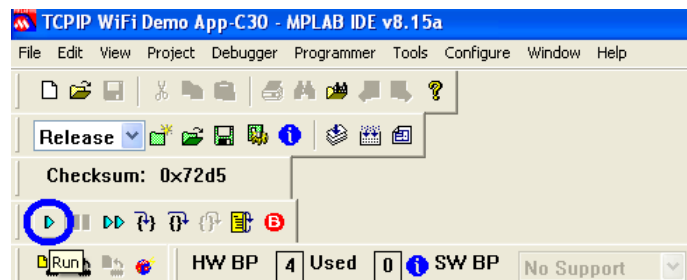 TCPIP WiFi Demo App-C30 - MPLAB IDE v8.15a
File Edit View Project Debugger Programmer Tools Configure Window Help
Release
Checksum: 0x72d5
B
Run HW BP 4 Used 0 SW BP No Support